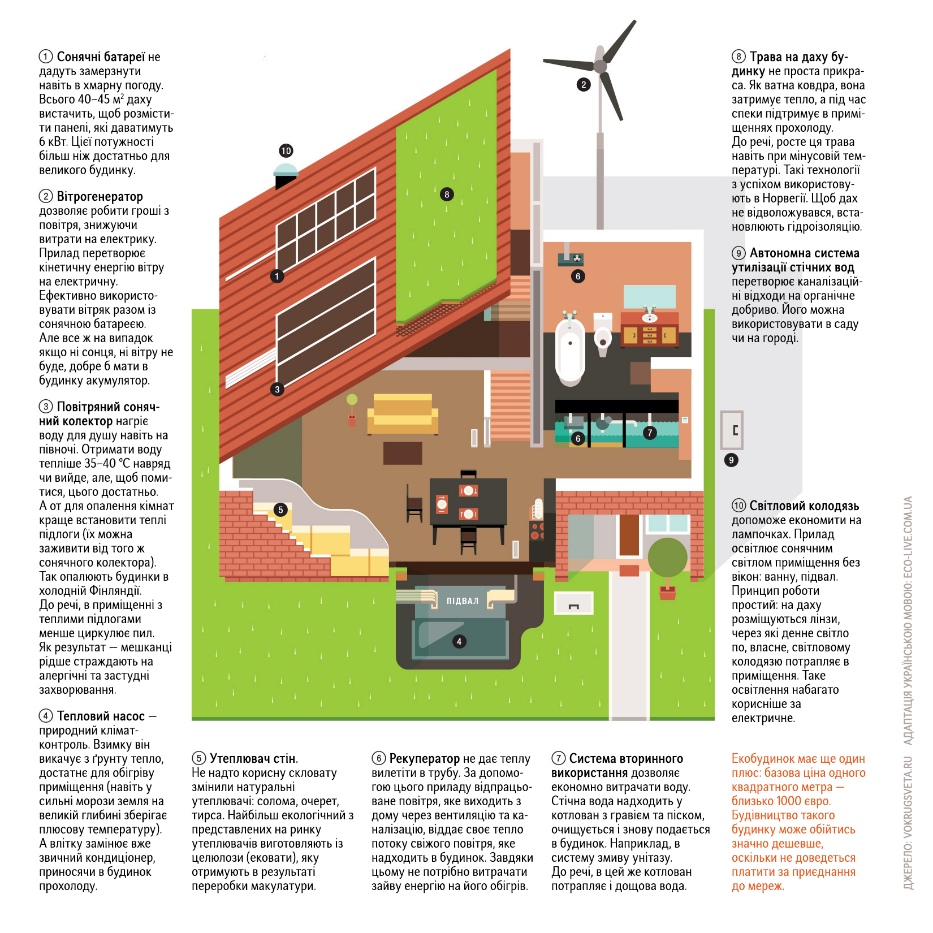 ① Сонячні батареї не
дадуть замерзнути
навіть в хмарну погоду.
Всього 40–45 м² даху
вистачить, щоб розмісти-
ти панелі, які даватимуть
6 кВт. Цієї потужності
більш ніж достатньо для
великого будинку.
② Вітрогенератор
дозволяє робити гроші з
повітря, знижуючи
витрати на електрику.
Прилад перетворює
кінетичну енергію вітру
на електричну.
Ефективно використо-
вувати вітряк разом із
сонячною батареєю.
Але все ж на випадок
якщо ні сонця, ні вітру не
буде, добре б мати в
будинку акумулятор.
③ Повітряний соняч-
ний колектор нагріє
воду для душу навіть на
півночі. Отримати воду
тепліше 35–40 °C навряд
чи вийде, але, щоб поми-
тися, цього достатньо.
А от для опалення кімнат
краще встановити теплі
підлоги (їх можна
заживити від того ж
сонячного колектора).
Так опалюють будинки в
холодній Фінляндії.
До речі, в приміщенні з
теплими підлогами
менше циркулює пил.
Як результат — мешканці
рідше страждають на
алергічні та застудні
захворювання.
④ Тепловий насос —
природний клімат-
контроль. Взимку він
викачує з ґрунту тепло,
достатнє для обігріву
приміщення (навіть у
сильні морози земля на
великій глибині зберігає
плюсову температуру).
А влітку замінює вже
звичний кондиціонер,
приносячи в будинок
прохолоду.
⑤ Утеплювач стін.
Не надто корисну скловату
змінили натуральні
утеплювачі: солома, очерет,
тирса. Найбільш екологічний з
представлених на ринку
утеплювачів виготовляють із
целюлози (ековати), яку
отримують в результаті
переробки макулатури.
⑥ Рекуператор не дає теплу
вилетіти в трубу. За допомо-
гою цього приладу відпрацьо-
ване повітря, яке виходить з
дому через вентиляцію та ка-
налізацію, віддає своє тепло
потоку свіжого повітря, яке
надходить в будинок. Завдяки
цьому не потрібно витрачати
зайву енергію на його обігрів.
⑦ Система вторинного
використання дозволяє
економно витрачати воду.
Стічна вода надходить у
котлован з гравієм та піском,
очищується і знову подається
в будинок. Наприклад, в
систему змиву унітазу.
До речі, в цей же котлован
потрапляє і дощова вода.
⑧ Трава на даху бу-
динку не проста прикра-
са. Як ватна ковдра, вона
затримує тепло, а під час
спеки підтримує в примі-
щеннях прохолоду.
До речі, росте ця трава
навіть при мінусовій тем-
пературі. Такі технології
з успіхом використову-
ють в Норвегії. Щоб дах
не відволожувався, вста-
новлюють гідроізоляцію.
⑨ Автономна система
утилізації стічних вод
перетворює каналізацій-
ні відходи на органічне
добриво. Його можна
використовувати в саду
чи на городі.
⑩ Світловий колодязь
допоможе економити на
лампочках. Прилад
освітлює сонячним
світлом приміщення без
вікон: ванну, підвал.
Принцип роботи
простий: на даху
розміщуються лінзи,
через які денне світло
по, власне, світловому
колодязю потрапляє в
приміщення. Таке
освітлення набагато
корисніше за
електричне.
Екобудинок має ще один
плюс: базова ціна одного
квадратного метра —
близько 1000 євро.
Будівництво такого
будинку може обійтись
значно дешевше,
оскільки не доведеться
платити за приєднання
до мереж.
ДЖЕРЕЛО: VOKRUGSVETA.RU АДАПТАЦІЯ УКРАЇНСЬКОЮ МОВОЮ: ECO-LIVE.COM.UA
2
10
8
1
6
3
6
7
9
5
ПІДВАЛ
4